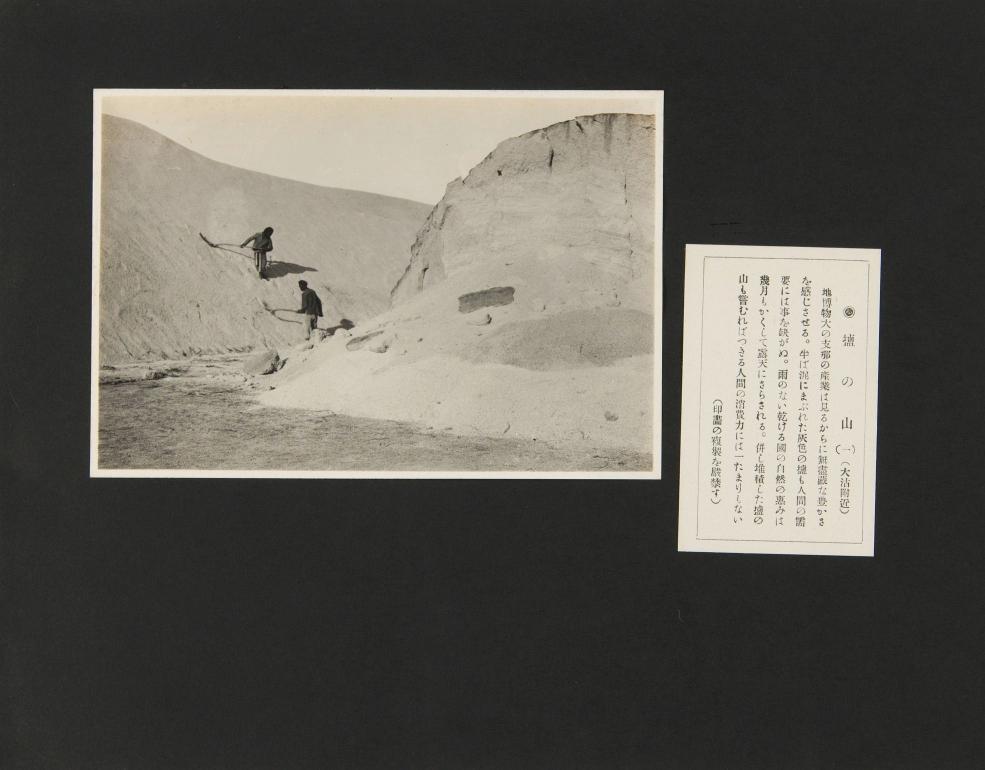 ◉ 塩の山（一）（大沽附近）
地博物大の支那の産業は見るからに無盡蔵な豊かさ
を感じさせる。半ば泥にまぶれた灰色の塩も人間の需
要には事を缺がぬ。雨のない乾ける國の自然の惠みは
幾月もかくして露天にさらされる。併し堆積した塩の
山も嘗むればつきる人間の消費力には一たまりもない
（印畵の複製を嚴禁す）